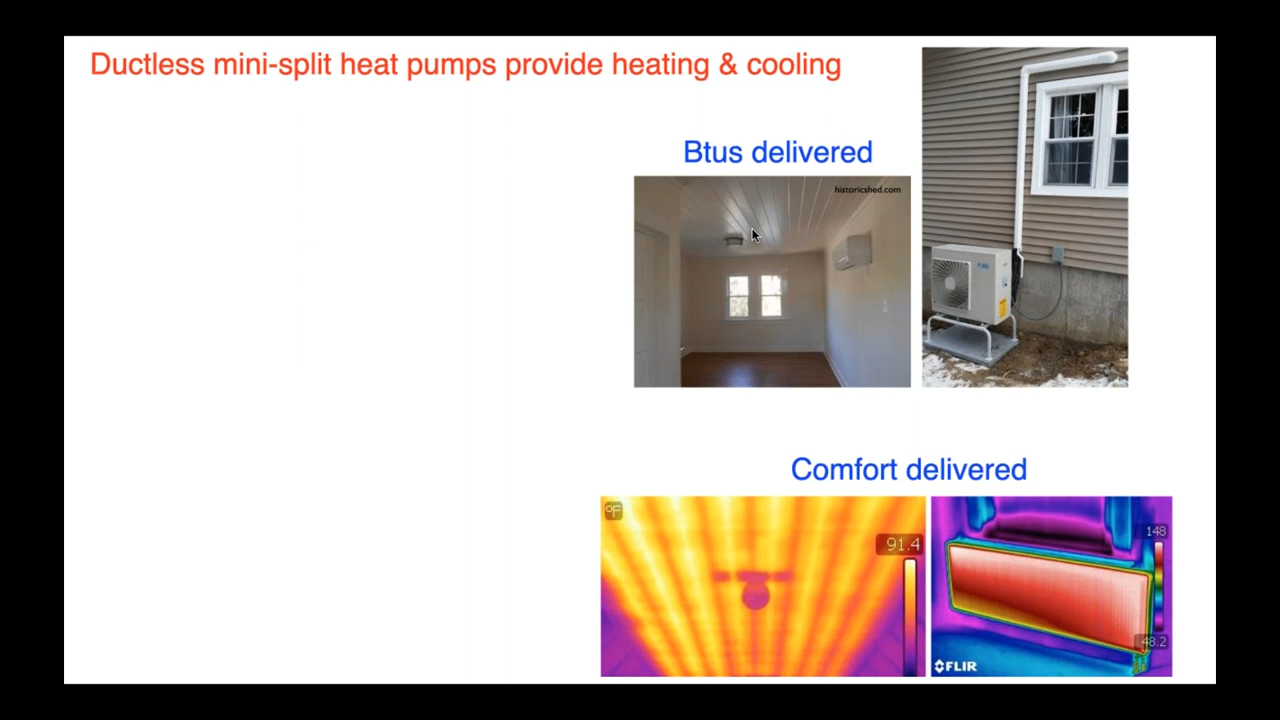 Ductless mini-split heat pumps provide heating & cooling
Btus delivered
historicshed.com
Comfort delivered
°F
91.4
148
48.2
FLIR